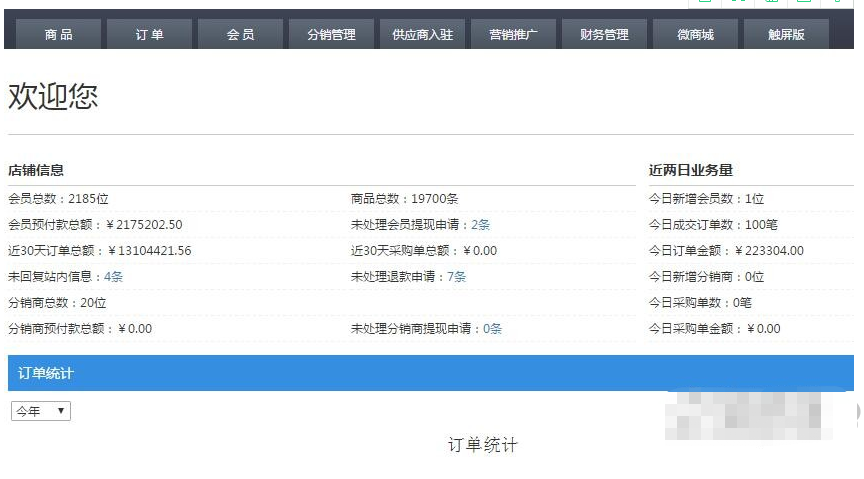 商 品 订 单 会 员 分销管理 供应商入驻 营销推广 财务管理 微商城 触屏版
欢迎您
店铺信息
会员总数：2185位 商品总数：19700条
会员预付款总额：￥2175202.50 未处理会员提现申请：2条
近30天订单总额：￥13104421.56 近30天采购单总额：￥0.00
未回复站内信息：4条 未处理退款申请：7条
分销商总数：20位
分销商预付款总额：￥0.00 未处理分销商提现申请：0条
近两日业务量
今日新增会员数：1位
今日成交订单数：100笔
今日订单金额：￥223304.00
今日新增分销商：0位
今日采购单数：0笔
今日采购单金额：￥0.00
订单统计
今年
订单统计